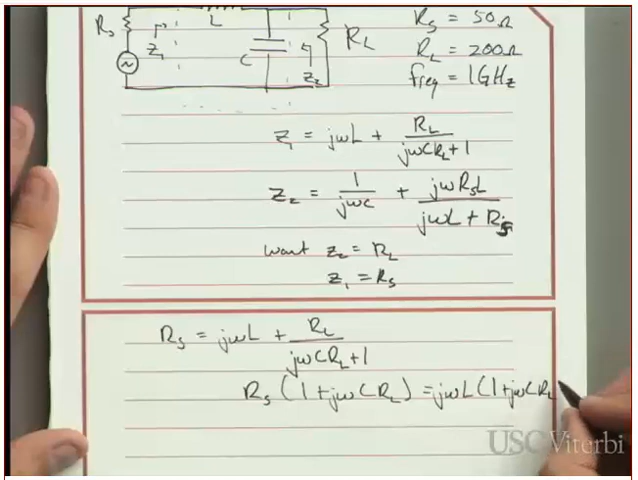 L
Rs
Z₁
C
Z₂
RL
Rs = 50Ω
RL = 200Ω
freq = 1GHz
Z₁ = jωL + RL / jωCRL+1
Z₂ = 1 / jωc + jωRsL / jωL + Rs
want Z₂ = RL
Z₁ = Rs
Rs = jωL + RL / jωCRL+1
Rs (1+jωCRL) = jωL(1+jωCRL
USC Viterbi